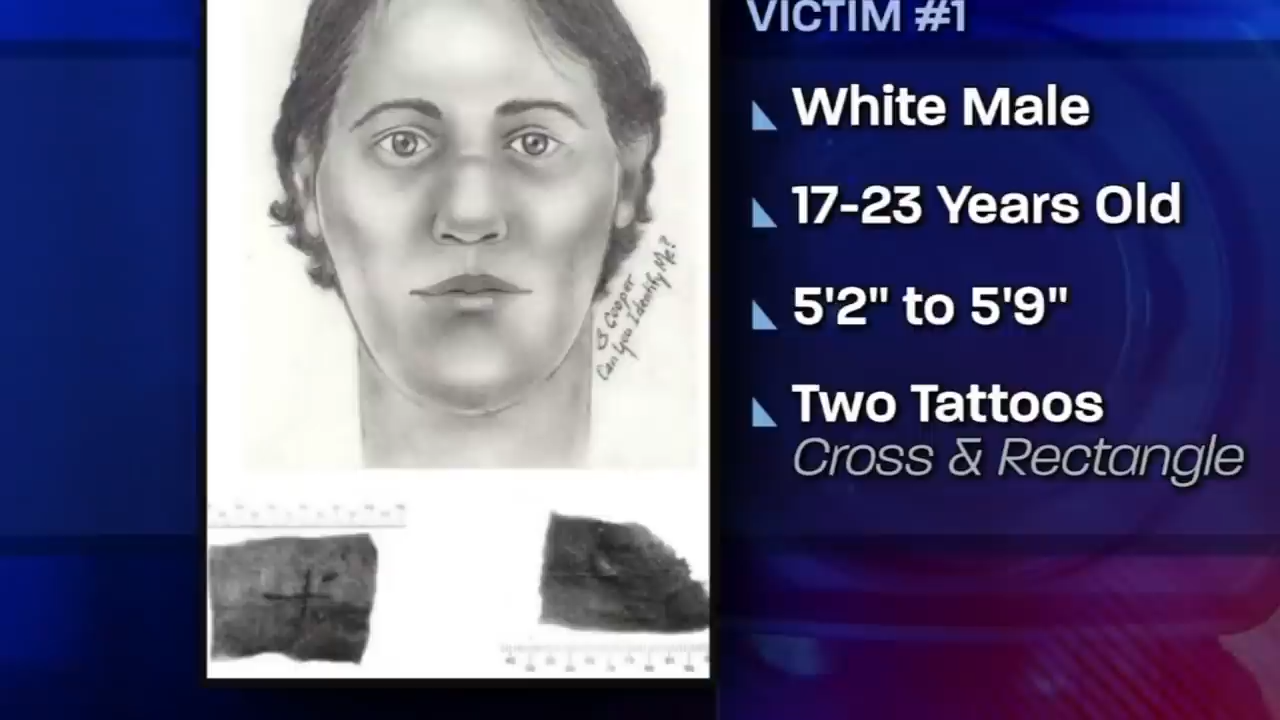 VICTIM #1
White Male
17-23 Years Old
5'2" to 5'9"
Two Tattoos
Cross & Rectangle
Cooper
Can You Identify Me?